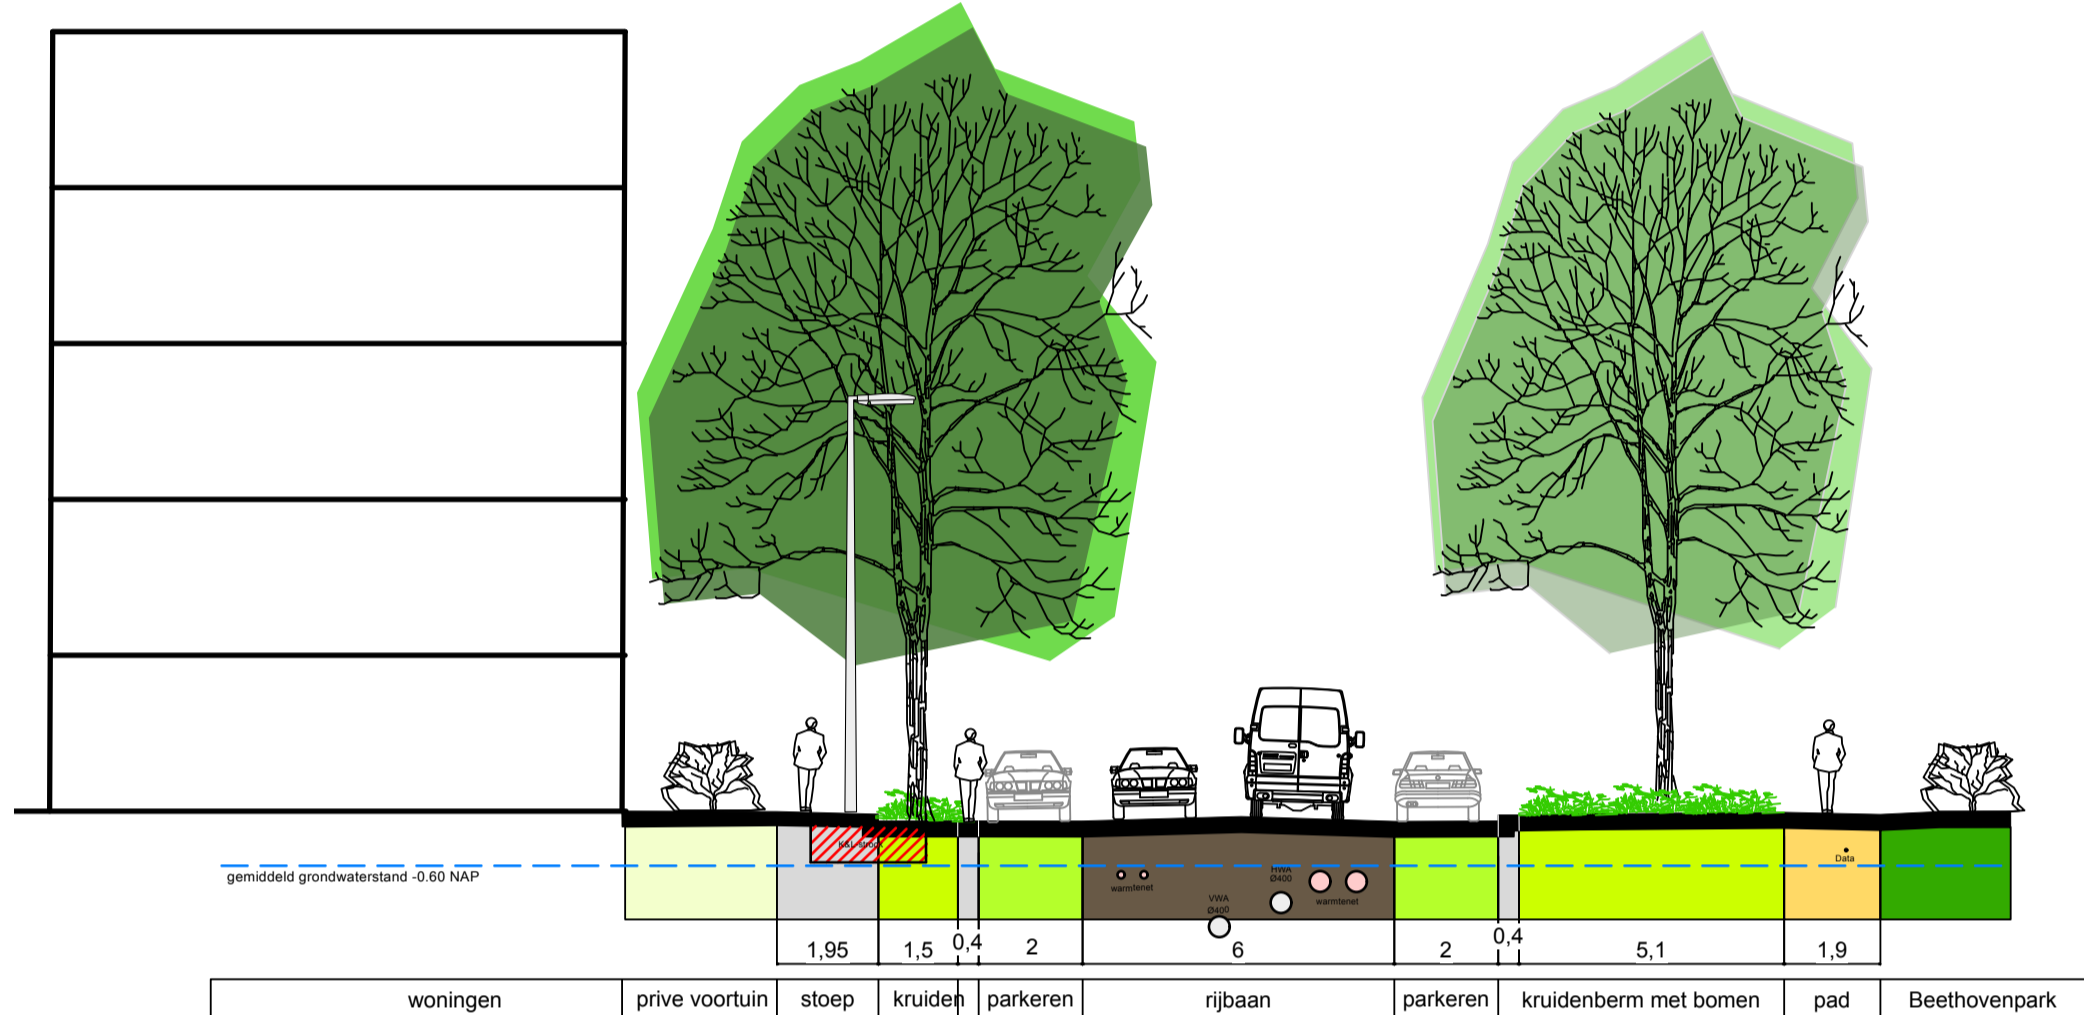 K&L-strook
gemiddeld grondwaterstand -0.60 NAP
warmtenet
VWA
Ø400
HWA
Ø400
warmtenet
Data
1,95
1,5
0,4
2
6
2
0,4
5,1
1,9
woningen
prive voortuin
stoep
kruiden
parkeren
rijbaan
parkeren
kruidenberm met bomen
pad
Beethovenpark